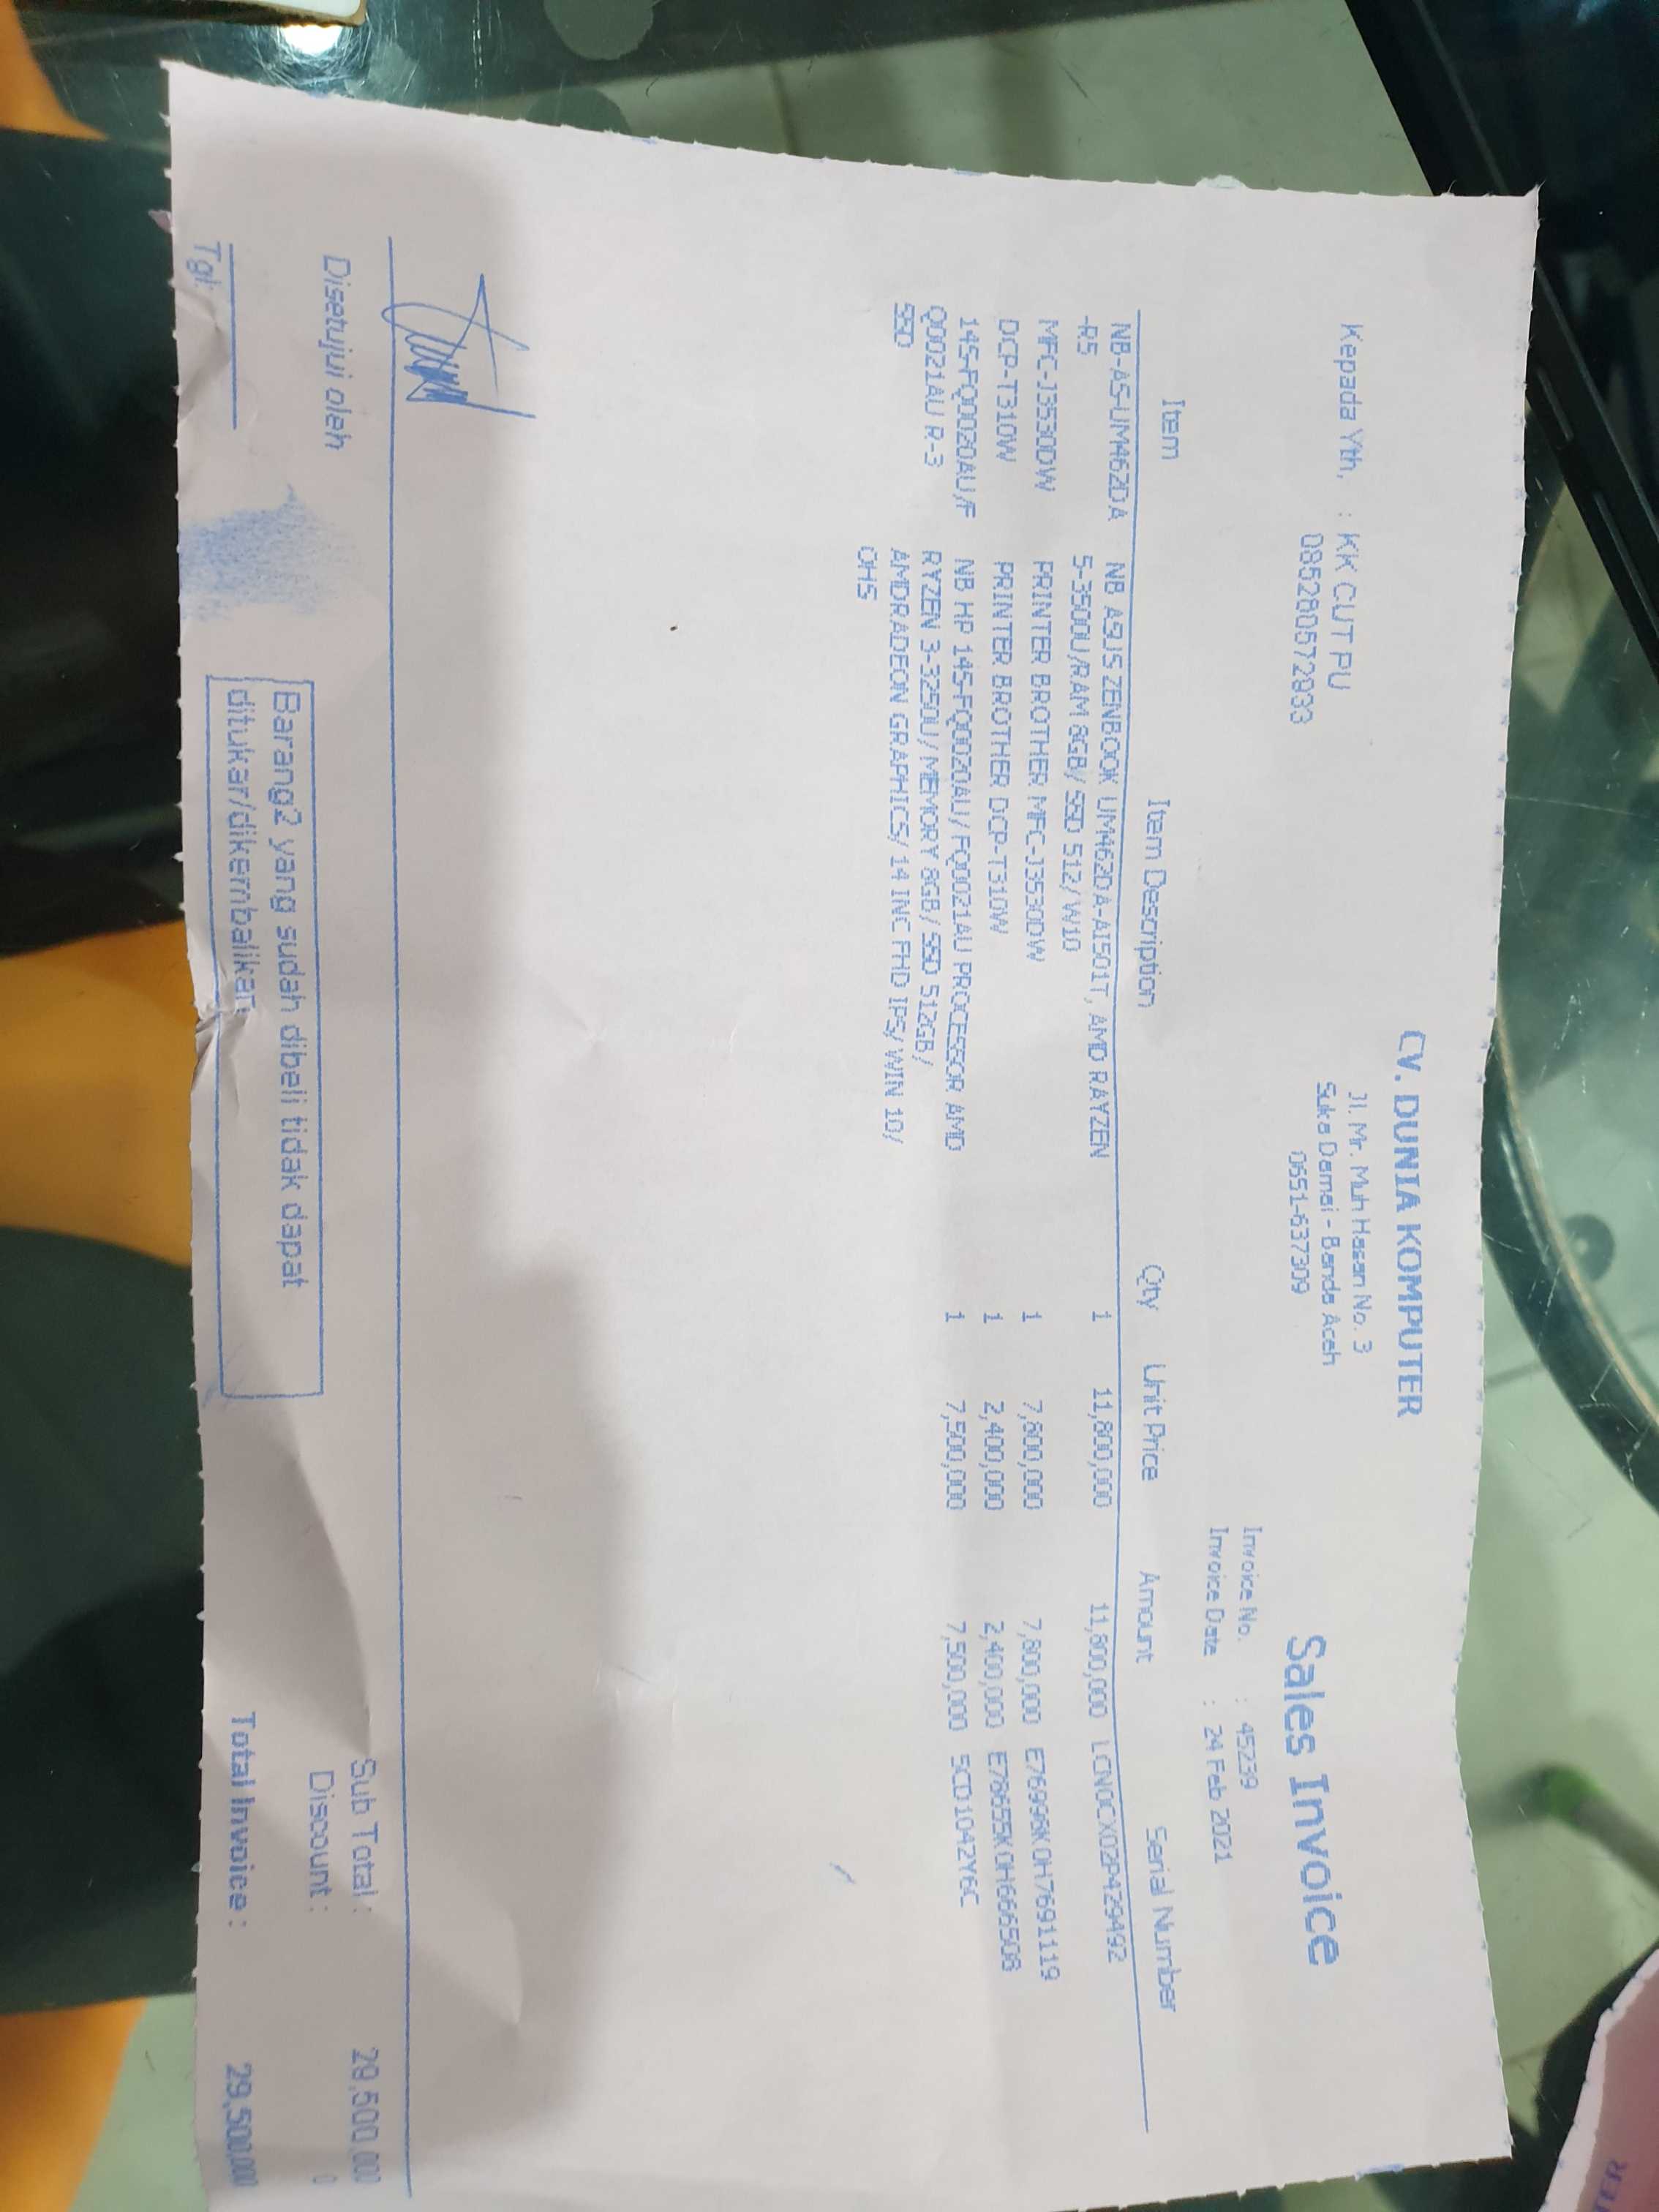 CV. DUNIA KOMPUTER
Jl. Mr. Muh Hasan No. 3
Suka Damai - Banda Aceh
0651-637309
Sales Invoice
Kepada Yth, : KK CUT PU
085280572933
Invoice No. : 45239
Invoice Date : 24 Feb 2021
Item Item Description Qty Unit Price Amount Serial Number
NB-AS-UM462DA NB ASUS ZENBOOK UM462DA-AI501T, AMD RAYZEN 1 11,800,000 11,800,000 LCN0CX02P429492
-R5 5-3500U/RAM 8GB/ SSD 512/ W10
MFC-J3530DW PRINTER BROTHER MFC-J3530DW 1 7,800,000 7,800,000 E76996K0H7691119
DCP-T310W PRINTER BROTHER DCP-T310W 1 2,400,000 2,400,000 E78655K0H666508
14S-FQ0020AU/F NB HP 14S-FQ0020AU/ FQ0021AU PROCESSOR AMD 1 7,500,000 7,500,000 5CD1042Y6C
Q0021AU R-3 RYZEN 3-3250U/ MEMORY 8GB/ SSD 512GB/
SSD AMDRADEON GRAPHICS/ 14 INC FHD IPS/ WIN 10/
OHS
Disetujui oleh
Tgl:
Barang2 yang sudah dibeli tidak dapat
ditukar/dikembalikan
Sub Total : 29,500,000
Discount : 0
Total Invoice : 29,500,000
TER